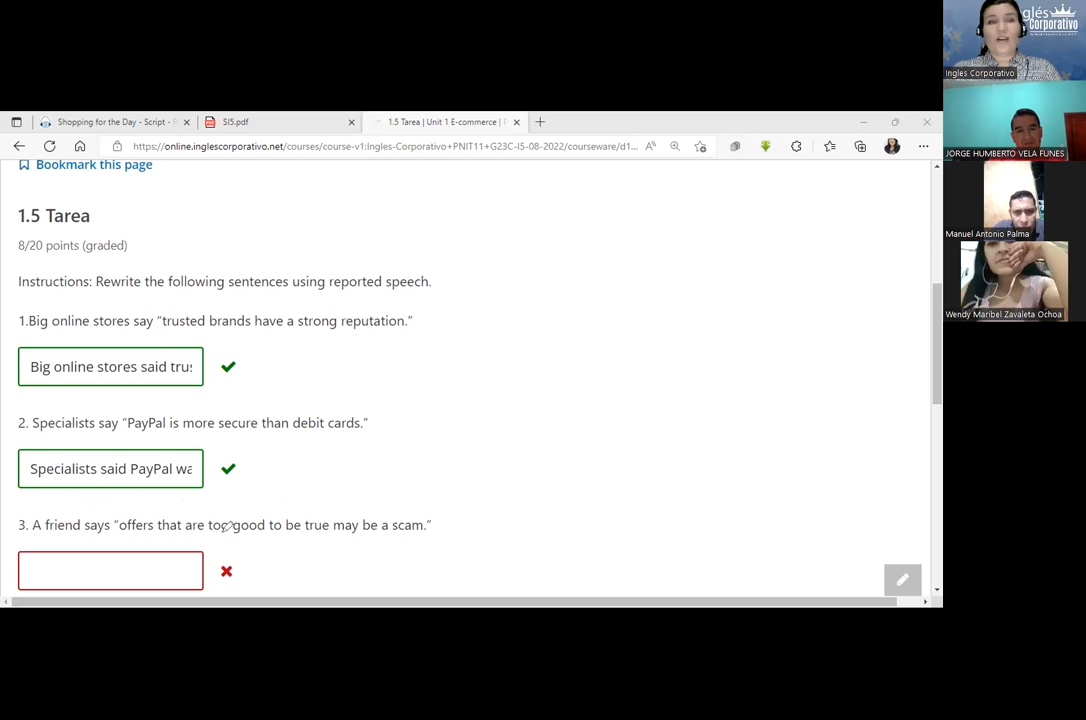 Shopping for the Day - Script -
SI5.pdf
1.5 Tarea | Unit 1 E-commerce | P
https://online.inglescorporativo.net/courses/course-v1:Ingles-Corporativo+PNIT11+G23C-I5-08-2022/courseware/d1...
Bookmark this page
1.5 Tarea
8/20 points (graded)
Instructions: Rewrite the following sentences using reported speech.
1.Big online stores say “trusted brands have a strong reputation.”
Big online stores said trus
2. Specialists say “PayPal is more secure than debit cards.”
Specialists said PayPal wa
3. A friend says “offers that are too good to be true may be a scam.”
glés
Corporativo
Ingles Corporativo
JORGE HUMBERTO VELA FUNES
Manuel Antonio Palma
Wendy Maribel Zavaleta Ochoa